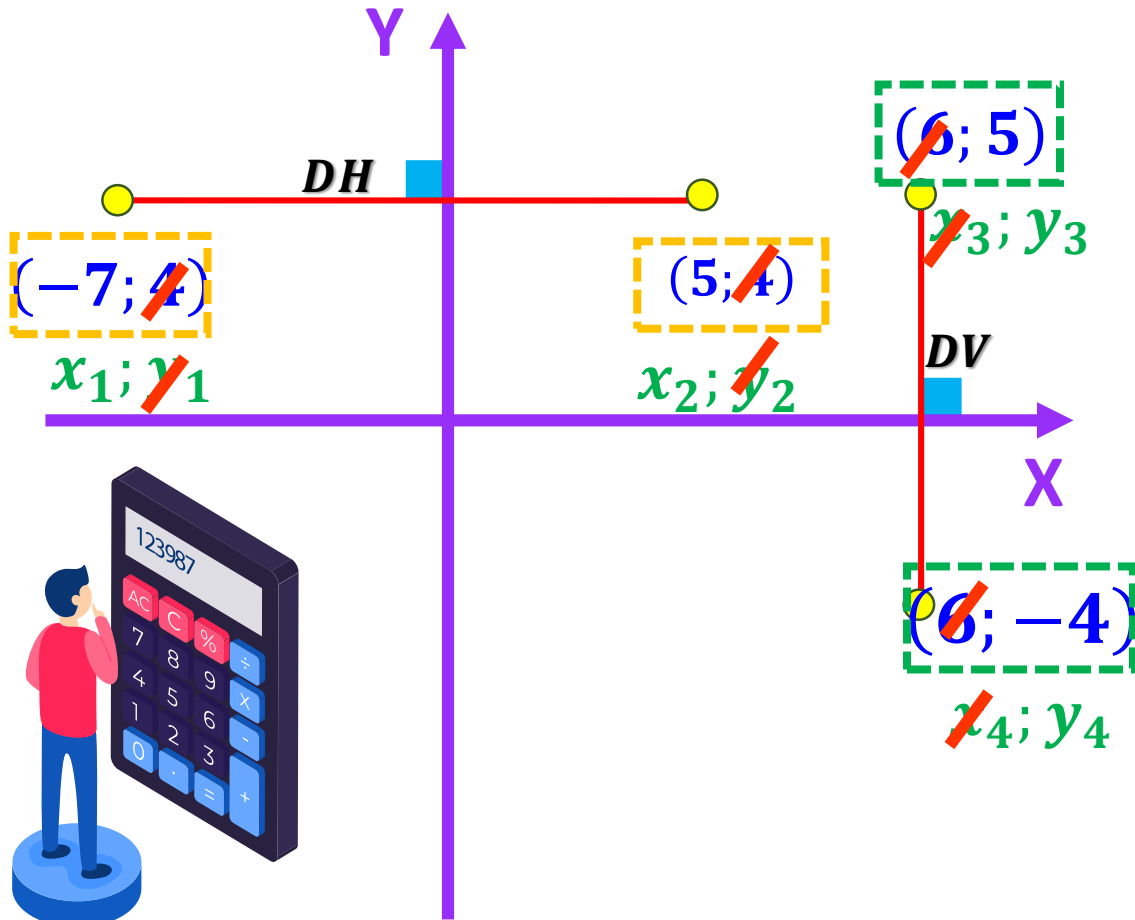 Y
(6; 5)
DH
x₃; y₃
(−7; 4)
(5; 4)
DV
x₁; y₁
x₂; y₂
X
123987
AC C % ÷
7 8 9 X
4 5 6 -
1 2 3 +
0 . =
(6; −4)
x₄; y₄